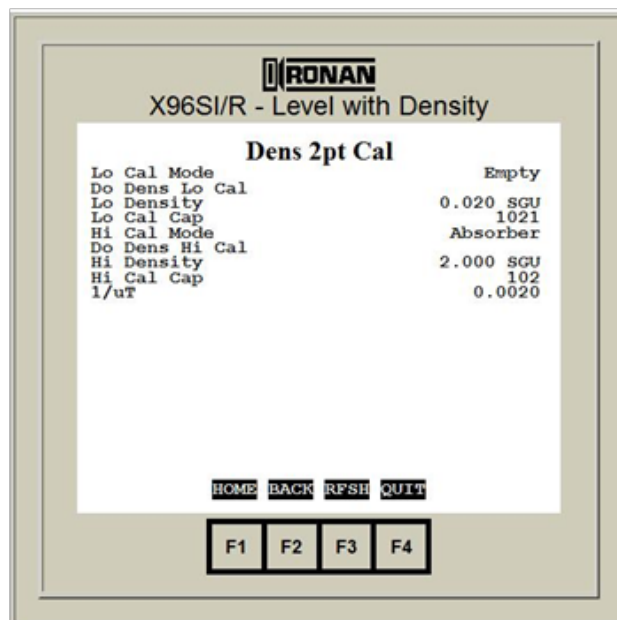 RONAN
X96SI/R - Level with Density
Dens 2pt Cal
Lo Cal Mode Empty
Do Dens Lo Cal
Lo Density 0.020 SGU
Lo Cal Cap 1021
Hi Cal Mode Absorber
Do Dens Hi Cal
Hi Density 2.000 SGU
Hi Cal Cap 102
1/uT 0.0020
HOME BACK RFSH QUIT
F1 F2 F3 F4